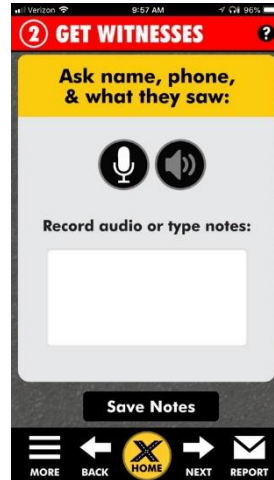 Verizon 9:57 AM 96%
2 GET WITNESSES ?
Ask name, phone,
& what they saw:
Record audio or type notes:
Save Notes
X
MORE BACK HOME NEXT REPORT